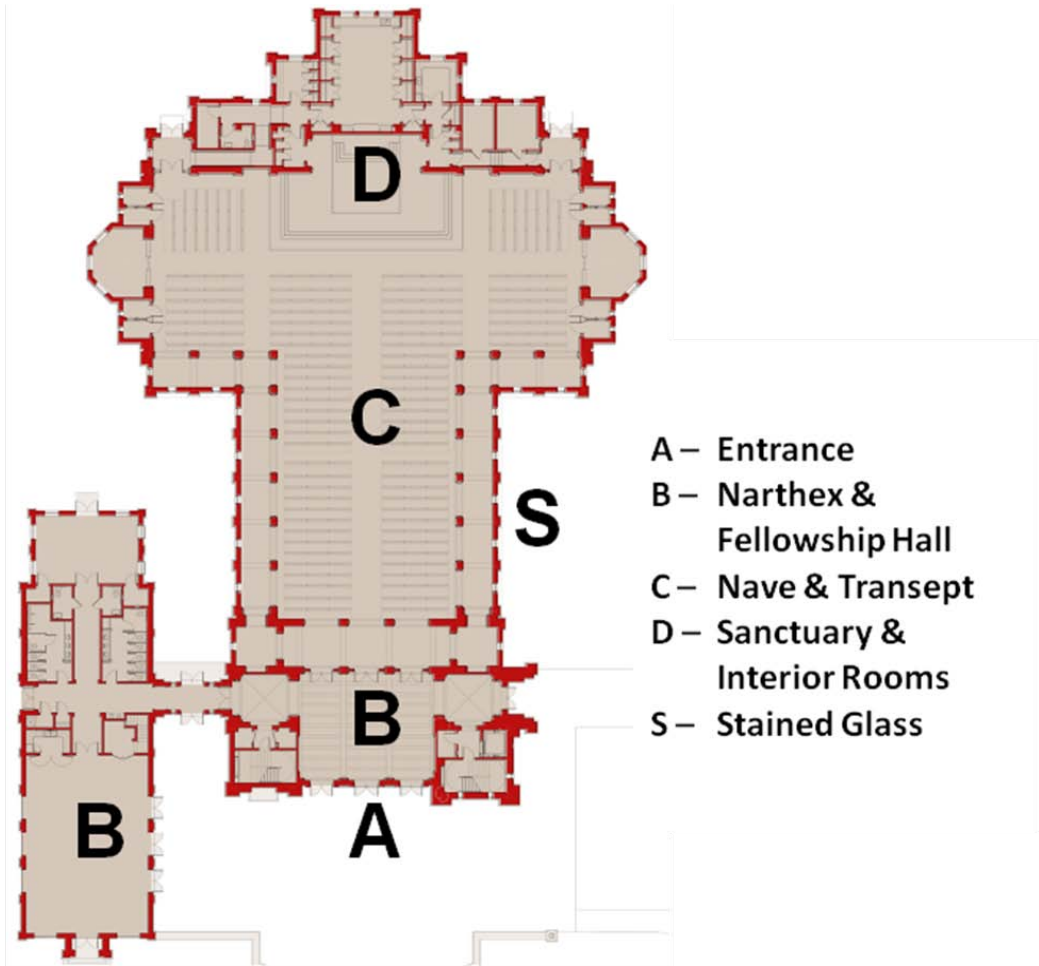 D
C
S
B
B
A
A – Entrance
B – Narthex &
Fellowship Hall
C – Nave & Transept
D – Sanctuary &
Interior Rooms
S – Stained Glass